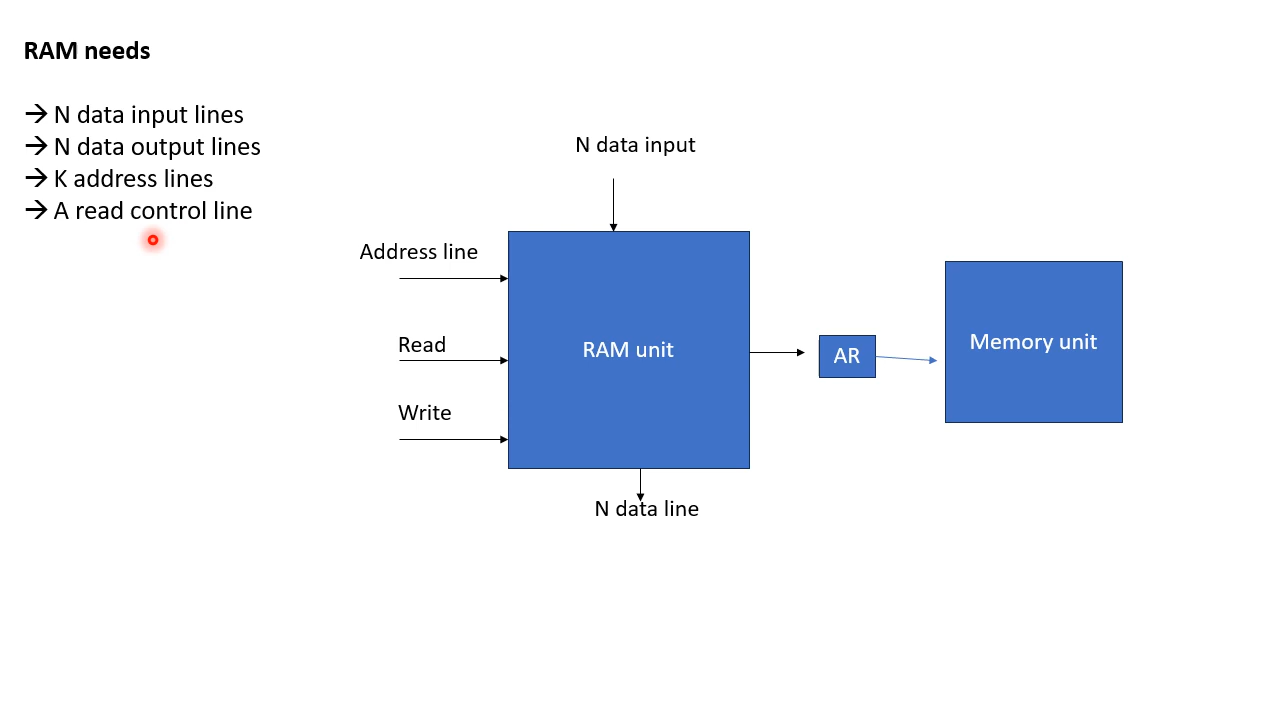 RAM needs
→ N data input lines
→ N data output lines
→ K address lines
→ A read control line
N data input
Address line
Read
Write
RAM unit
AR
Memory unit
N data line